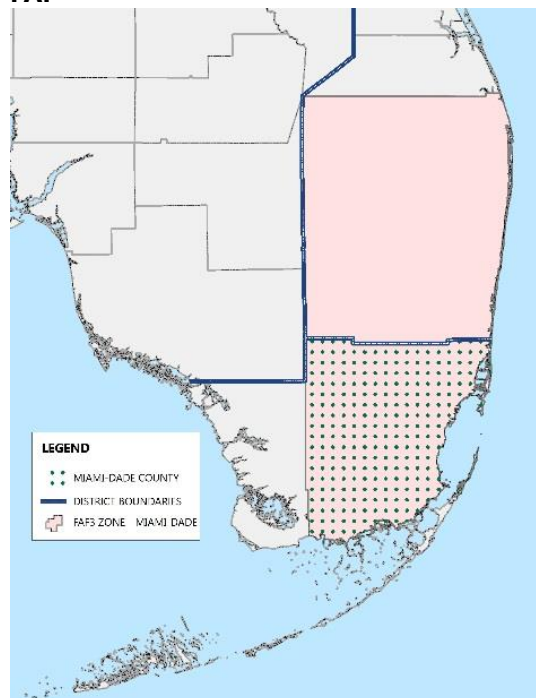 LEGEND
MIAMI-DADE COUNTY
DISTRICT BOUNDARIES
FAF3 ZONE MIAMI DADE